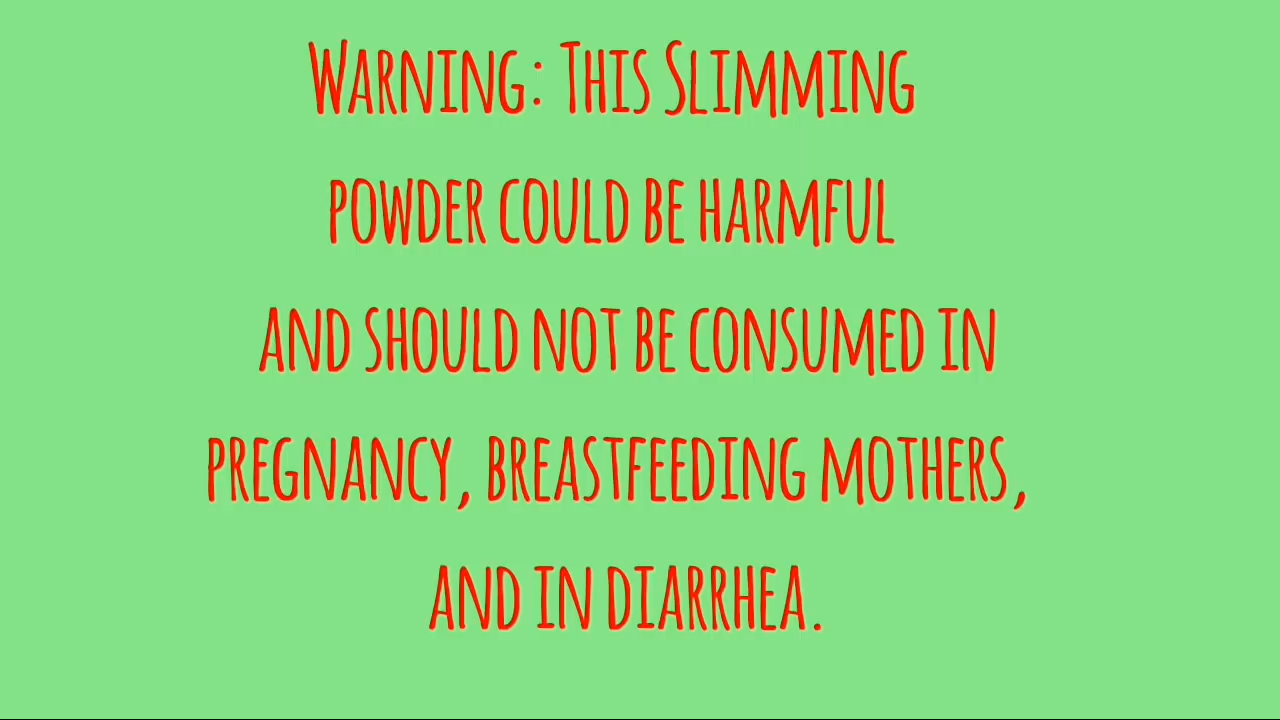 Warning: This Slimming
powder could be harmful
and should not be consumed in
pregnancy, breastfeeding mothers,
and in diarrhea.